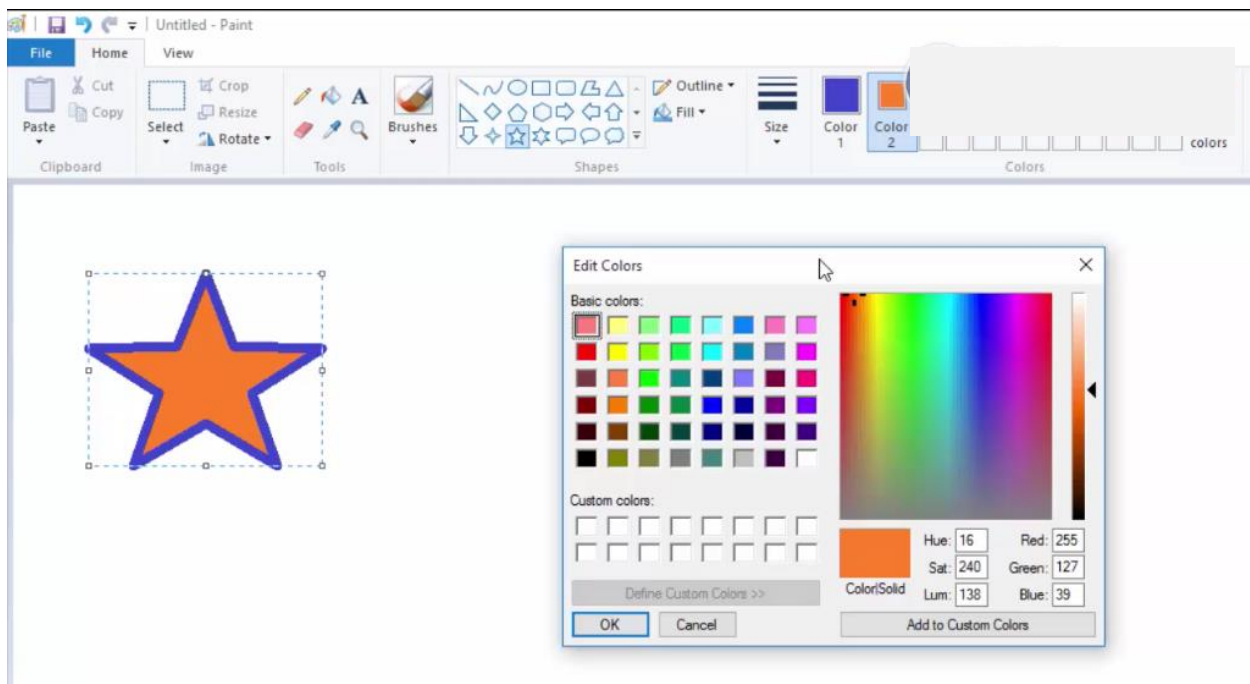 Untitled - Paint
File Home View
Cut
Copy
Paste
Clipboard
Select
Crop
Resize
Rotate
Image
A
Tools
Brushes
Outline
Fill
Shapes
Size
Color 1
Color 2
colors
Colors
Edit Colors
Basic colors:
Custom colors:
Define Custom Colors >>
OK Cancel
Color|Solid
Hue: 16 Red: 255
Sat: 240 Green: 127
Lum: 138 Blue: 39
Add to Custom Colors